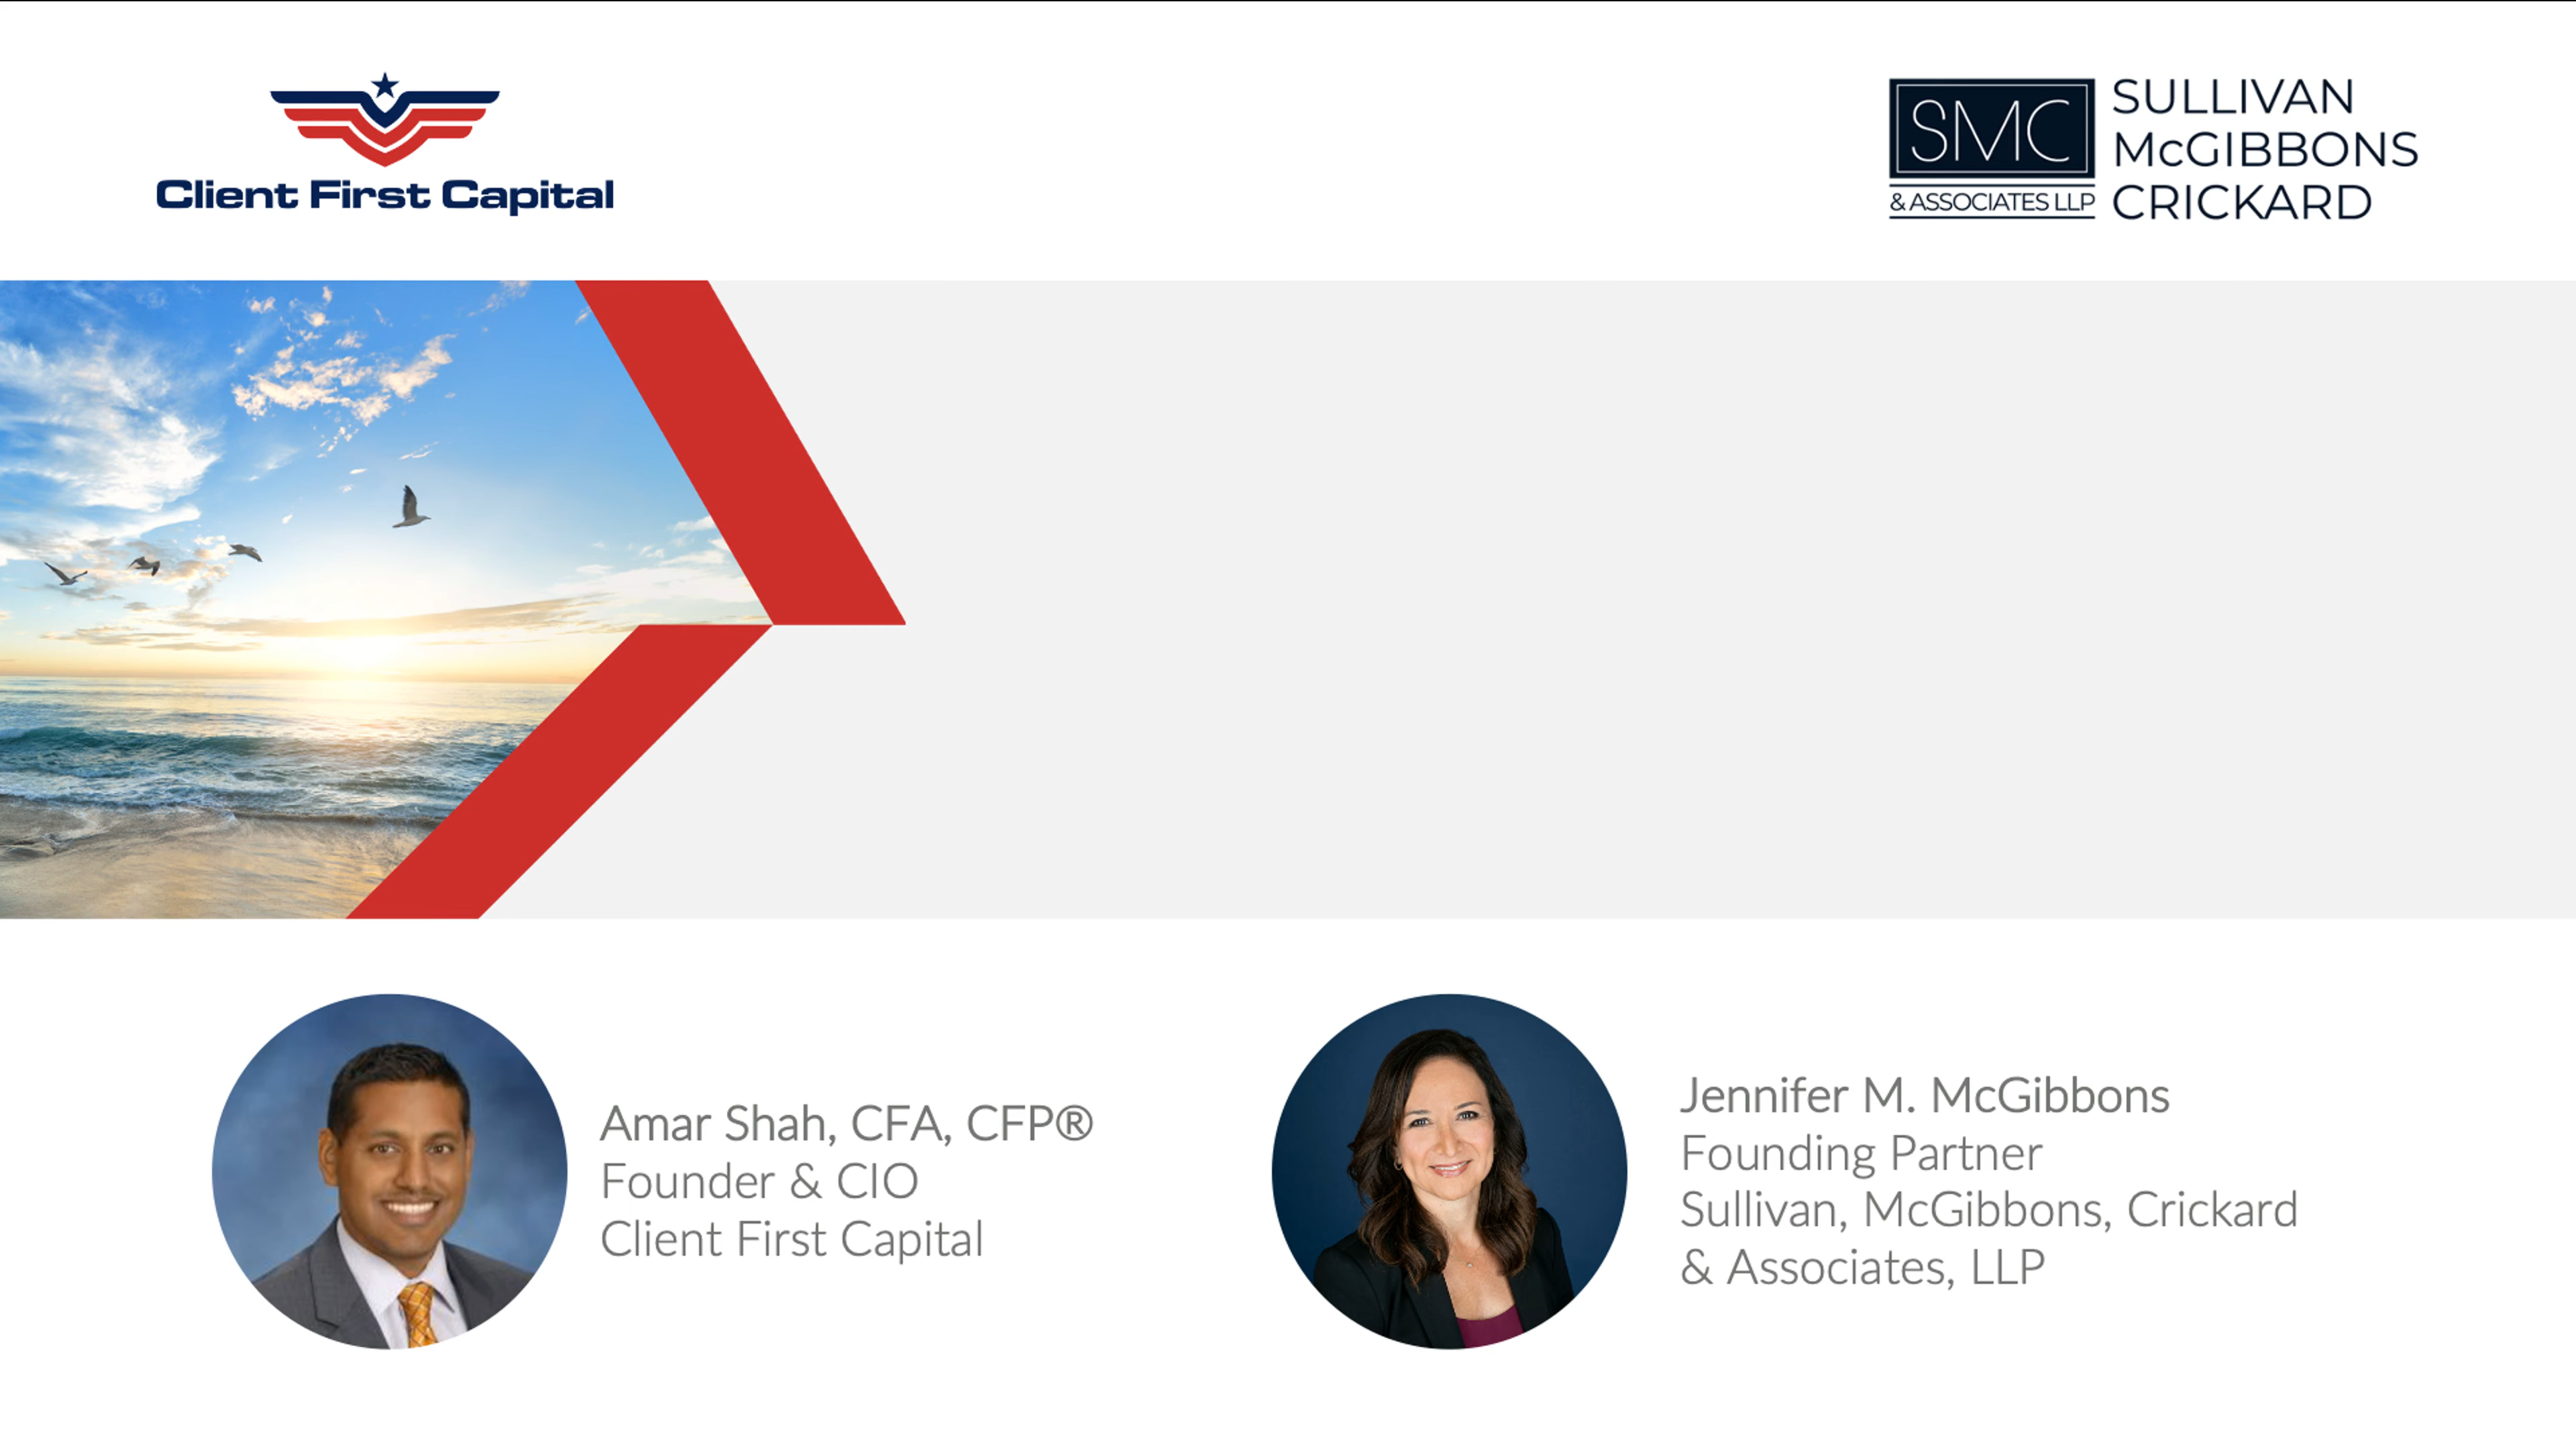 Client First Capital
SMC
& ASSOCIATES LLP
SULLIVAN
McGIBBONS
CRICKARD
Amar Shah, CFA, CFP®
Founder & CIO
Client First Capital
Jennifer M. McGibbons
Founding Partner
Sullivan, McGibbons, Crickard
& Associates, LLP